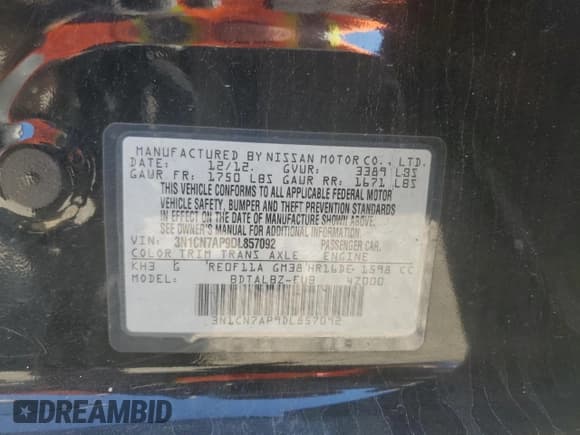 MANUFACTURED BY NISSAN MOTOR CO., LTD.
DATE: 12/12. GVWR: 3389 LBS
GAWR FR: 1750 LBS GAWR RR: 1671 LBS
THIS VEHICLE CONFORMS TO ALL APPLICABLE FEDERAL MOTOR
VEHICLE SAFETY, BUMPER AND THEFT PREVENTION STANDARDS
IN EFFECT ON THE DATE OF MANUFACTURE SHOWN ABOVE.
SEE OWNER'S MANUAL FOR ADDITIONAL INFORMATION.
VIN: 3N1CN7AP9DL857092 PASSENGER CAR.
COLOR TRIM TRANS AXLE ENGINE
KH3 G RE0F11A GM38 HR16DE 1598 CC
MODEL: BDTALBZ-EUB 4Z000
3N1CN7AP9DL857092
DREAMBID